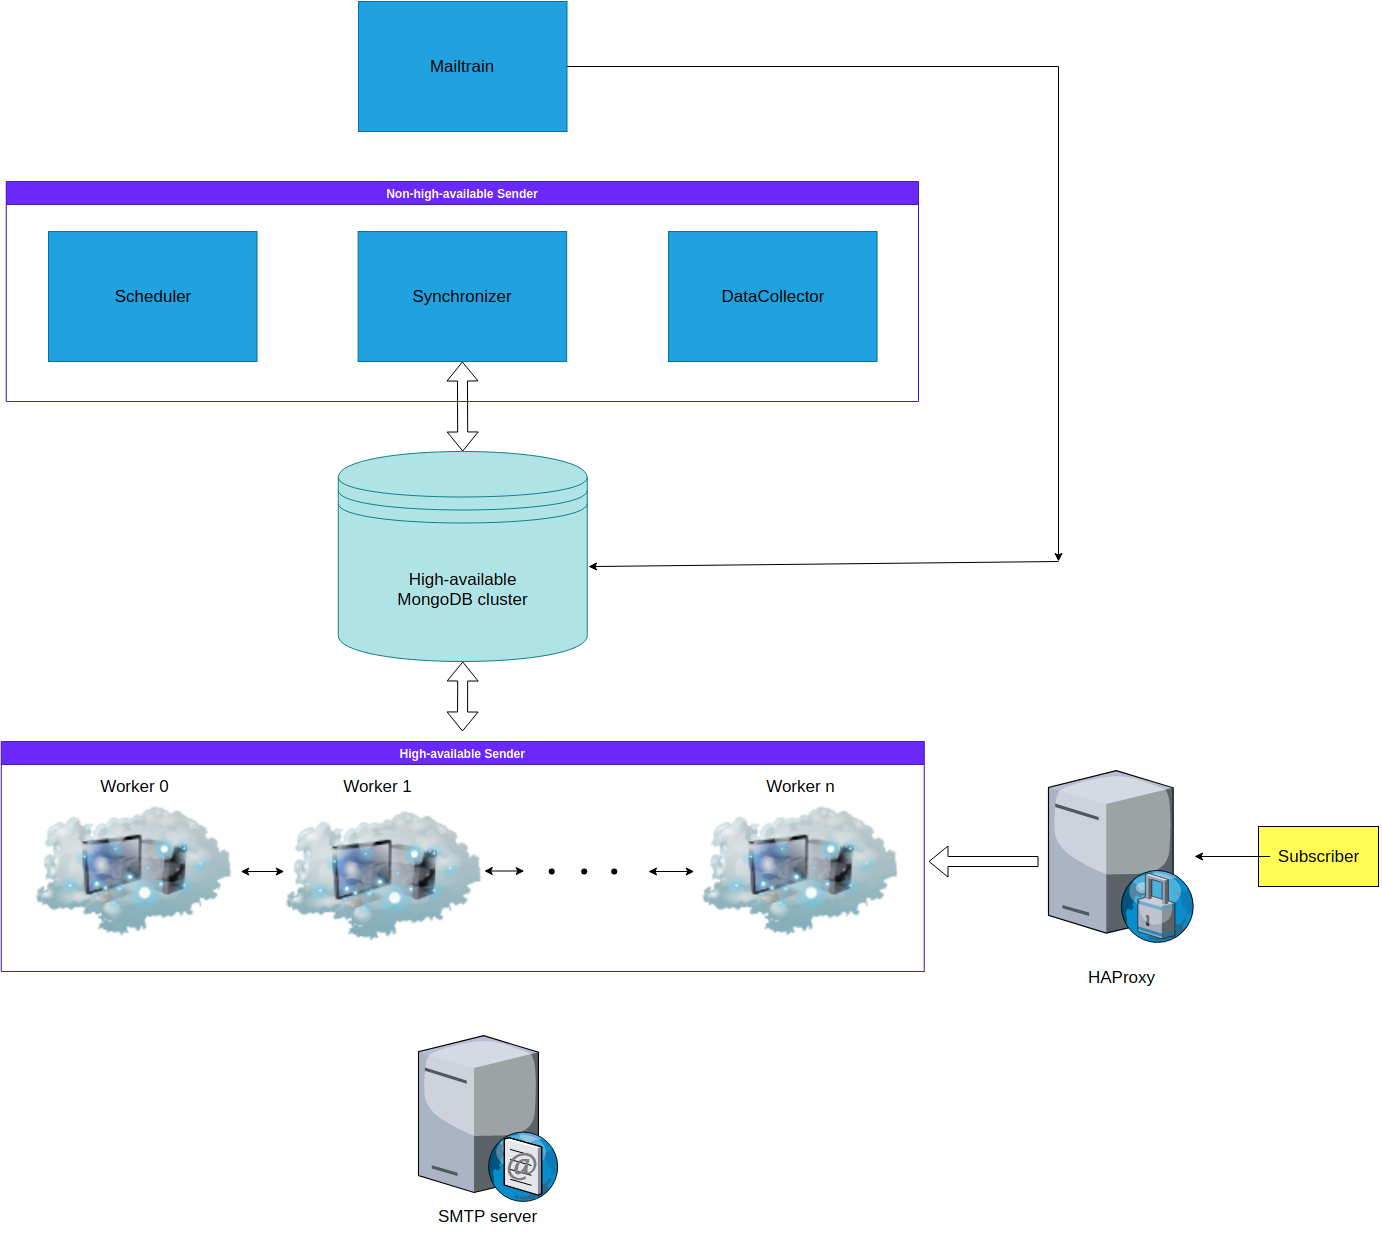 Mailtrain
Non-high-available Sender
Scheduler
Synchronizer
DataCollector
High-available
MongoDB cluster
High-available Sender
Worker 0
Worker 1
Worker n
Subscriber
HAProxy
@
SMTP server